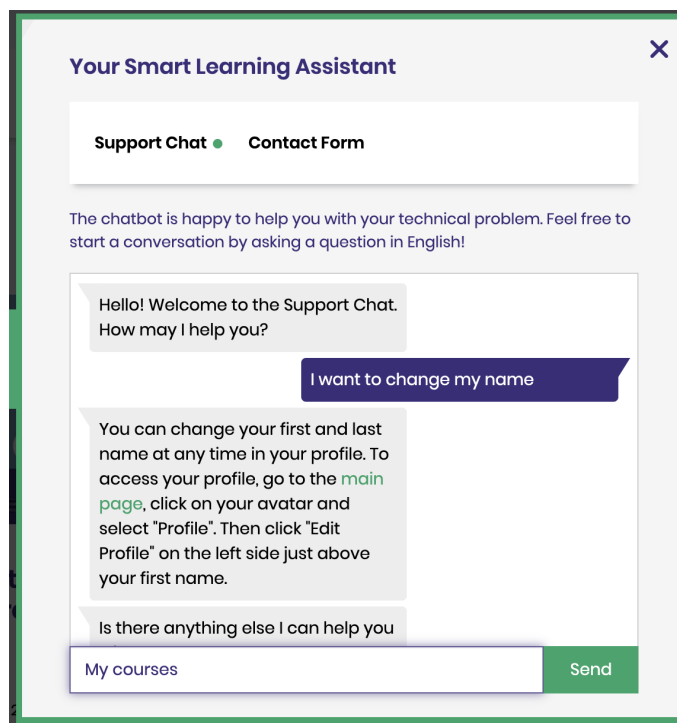 Your Smart Learning Assistant
Support Chat
Contact Form
The chatbot is happy to help you with your technical problem. Feel free to
start a conversation by asking a question in English!
Hello! Welcome to the Support Chat.
How may I help you?
I want to change my name
You can change your first and last
name at any time in your profile. To
access your profile, go to the main
page, click on your avatar and
select "Profile". Then click "Edit
Profile" on the left side just above
your first name.
Is there anything else I can help you
My courses
Send